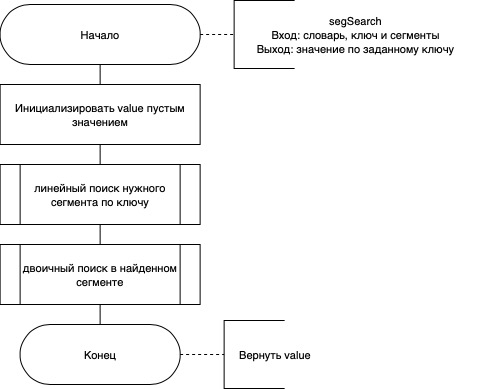 Начало
segSearch
Вход: словарь, ключ и сегменты
Выход: значение по заданному ключу
Инициализировать value пустым
значением
линейный поиск нужного
сегмента по ключу
двоичный поиск в найденном
сегменте
Конец
Вернуть value